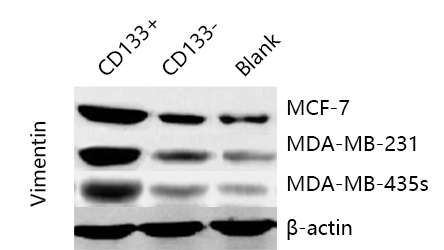 CD133+ CD133- Blank
Vimentin
MCF-7
MDA-MB-231
MDA-MB-435s
β-actin